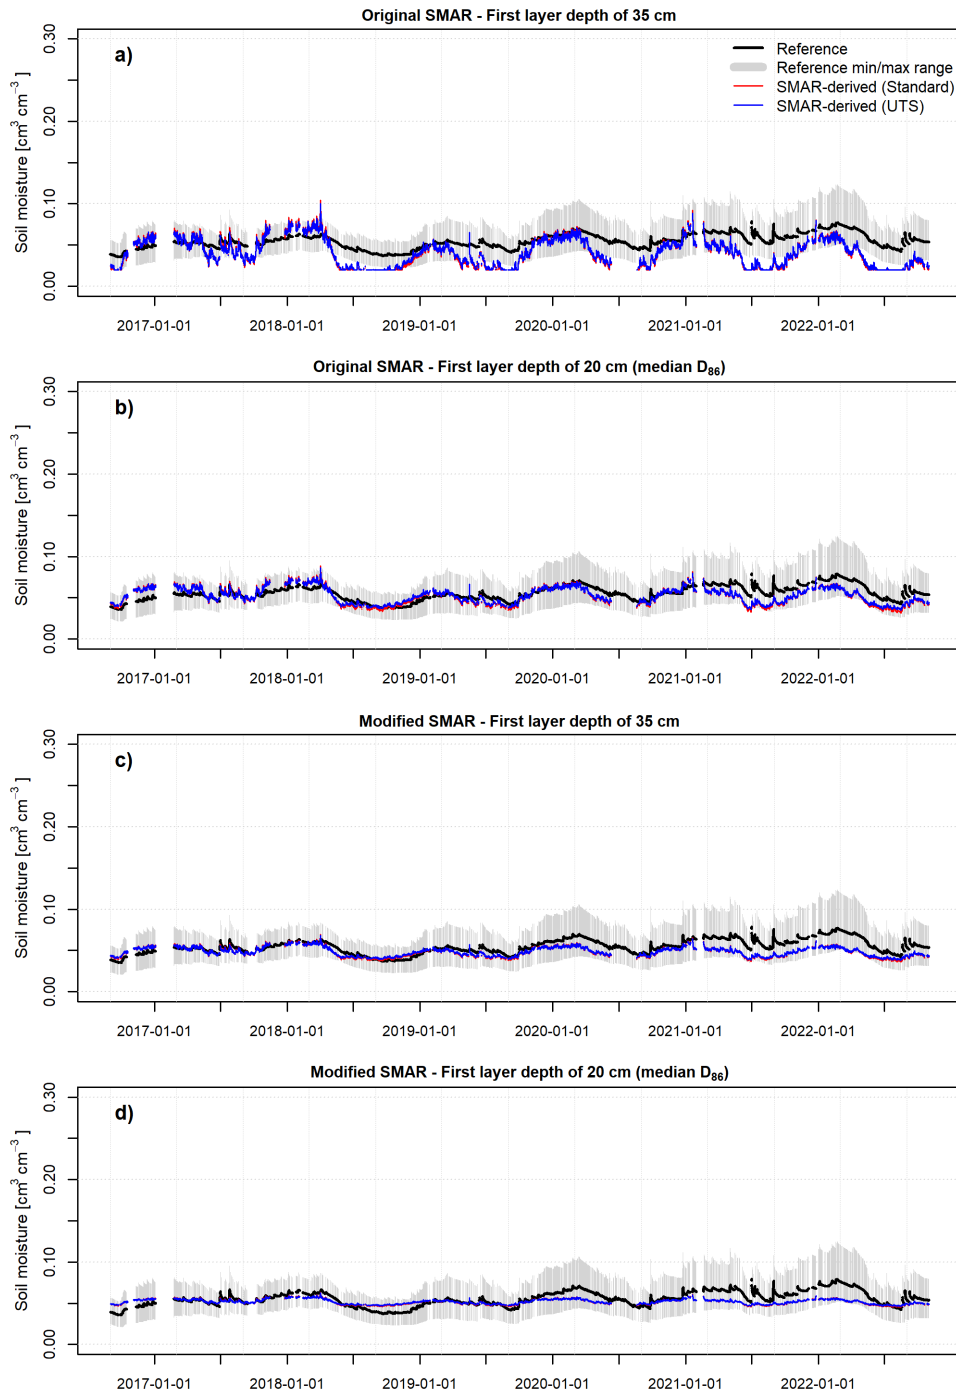 Original SMAR - First layer depth of 35 cm
a)
Reference
Reference min/max range
SMAR-derived (Standard)
SMAR-derived (UTS)
Soil moisture [cm³ cm⁻³ ]
0.30
0.20
0.10
0.00
2017-01-01 2018-01-01 2019-01-01 2020-01-01 2021-01-01 2022-01-01
Original SMAR - First layer depth of 20 cm (median D₈₆)
b)
Soil moisture [cm³ cm⁻³ ]
0.30
0.20
0.10
0.00
2017-01-01 2018-01-01 2019-01-01 2020-01-01 2021-01-01 2022-01-01
Modified SMAR - First layer depth of 35 cm
c)
Soil moisture [cm³ cm⁻³ ]
0.30
0.20
0.10
0.00
2017-01-01 2018-01-01 2019-01-01 2020-01-01 2021-01-01 2022-01-01
Modified SMAR - First layer depth of 20 cm (median D₈₆)
d)
Soil moisture [cm³ cm⁻³ ]
0.30
0.20
0.10
0.00
2017-01-01 2018-01-01 2019-01-01 2020-01-01 2021-01-01 2022-01-01